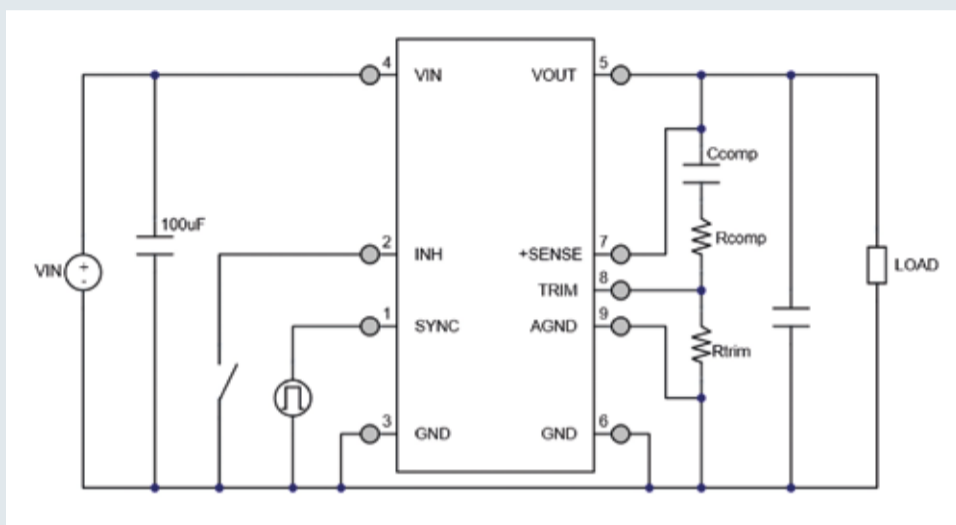 4 VIN VOUT 5
100uF
Ccomp
2 INH +SENSE 7
Rcomp
VIN + -
LOAD
TRIM 8
1 SYNC AGND 9
Rtrim
3 GND GND 6